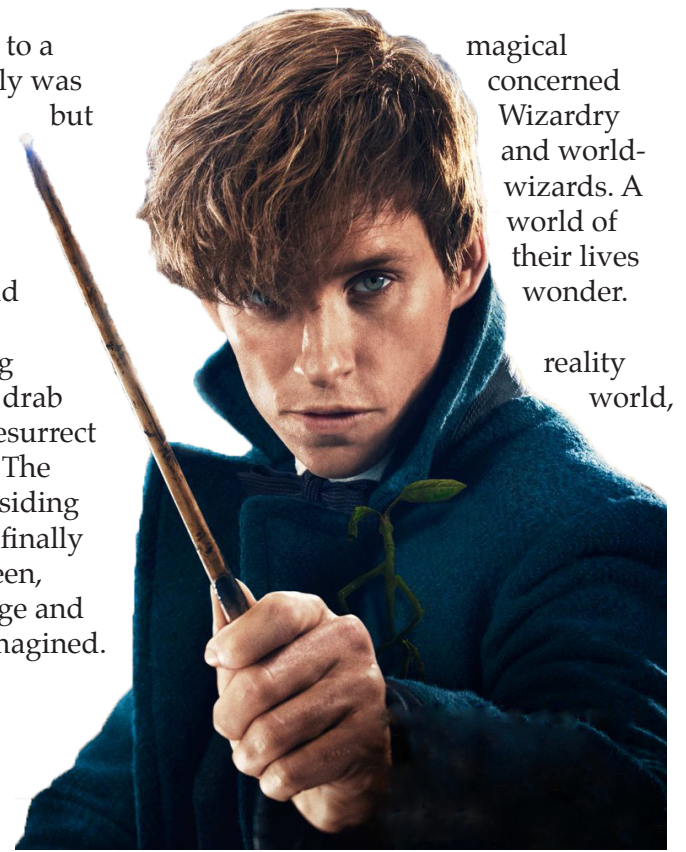 to a magical
ly was concerned
but Wizardry
and world-
wizards. A
world of
their lives
d wonder.
g reality
drab world,
esurrect
The
siding
finally
een,
ge and
magined.